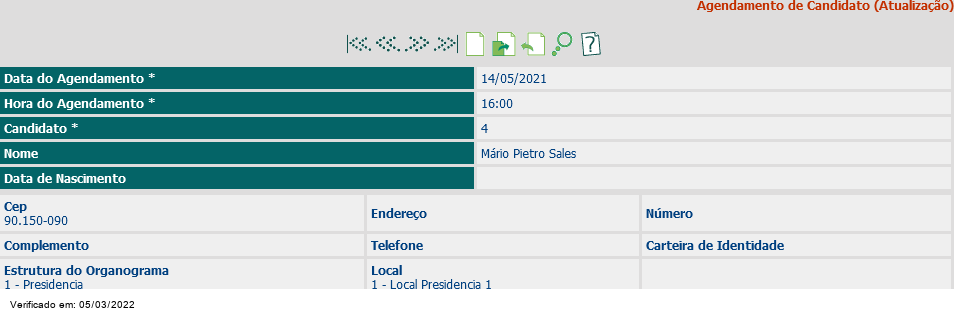 Agendamento de Candidato (Atualização)
Data do Agendamento * 14/05/2021
Hora do Agendamento * 16:00
Candidato * 4
Nome Mário Pietro Sales
Data de Nascimento
Cep
90.150-090
Endereço
Número
Complemento Telefone Carteira de Identidade
Estrutura do Organograma
1 - Presidencia
Local
1 - Local Presidencia 1
Verificado em: 05/03/2022